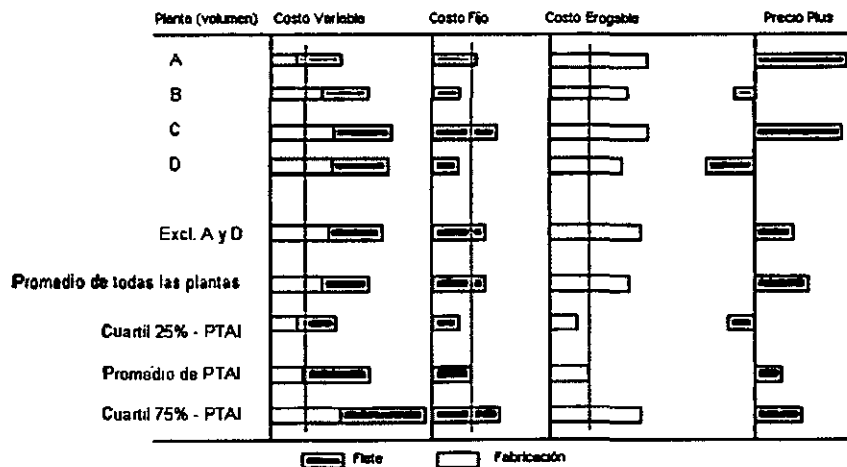 Planta (volumen) Costo Variable Costo Fijo Costo Erogable Precio Plus
A
B
C
D
Excl. A y D
Promedio de todas las plantas
Cuartil 25% - PTAI
Promedio de PTAI
Cuartil 75% - PTAI
Flete Fabricación